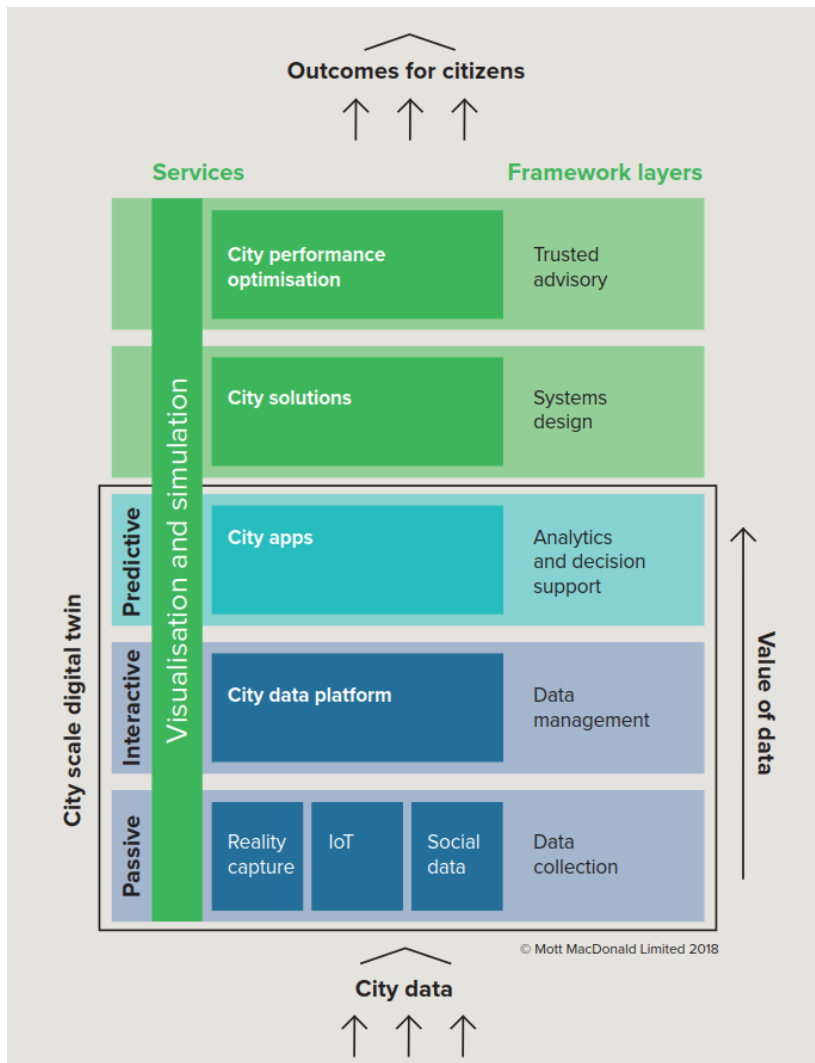 Outcomes for citizens
Services
Framework layers
City performance
optimisation
Trusted
advisory
City solutions
Systems
design
Visualisation and simulation
City scale digital twin
Predictive
City apps
Analytics
and decision
support
Interactive
City data platform
Data
management
Passive
Reality
capture
IoT
Social
data
Data
collection
Value of data
© Mott MacDonald Limited 2018
City data